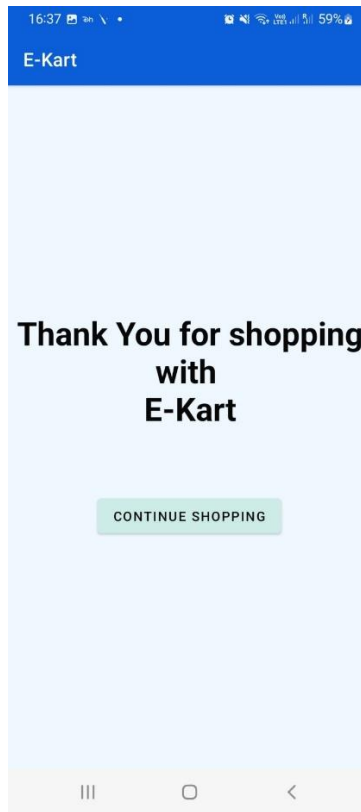 16:37
59%
E-Kart
Thank You for shopping
with
E-Kart
CONTINUE SHOPPING